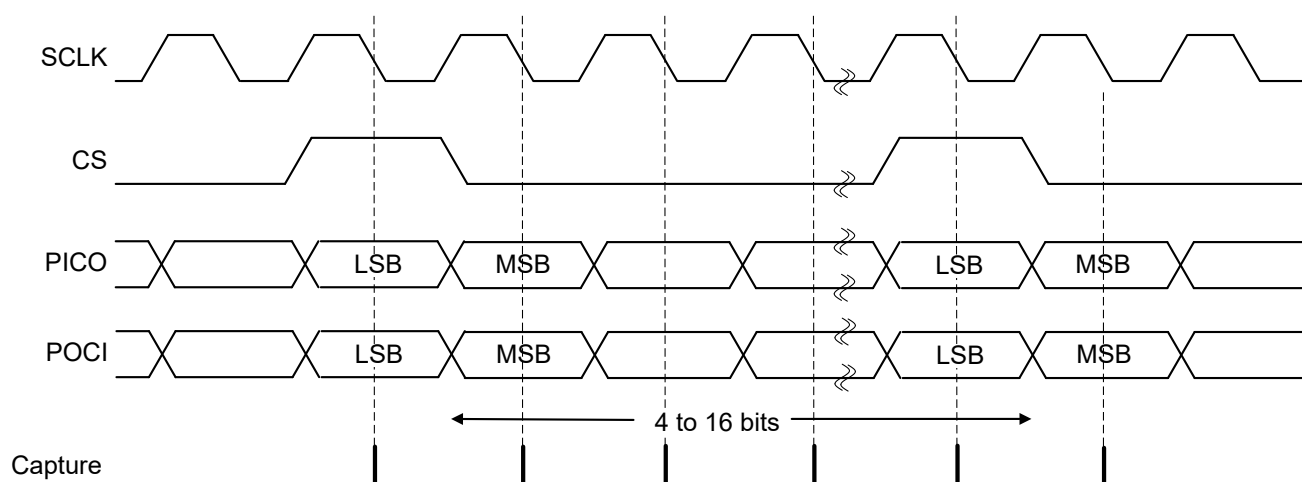 SCLK
CS
PICO LSB MSB LSB MSB
POCI LSB MSB LSB MSB
4 to 16 bits
Capture